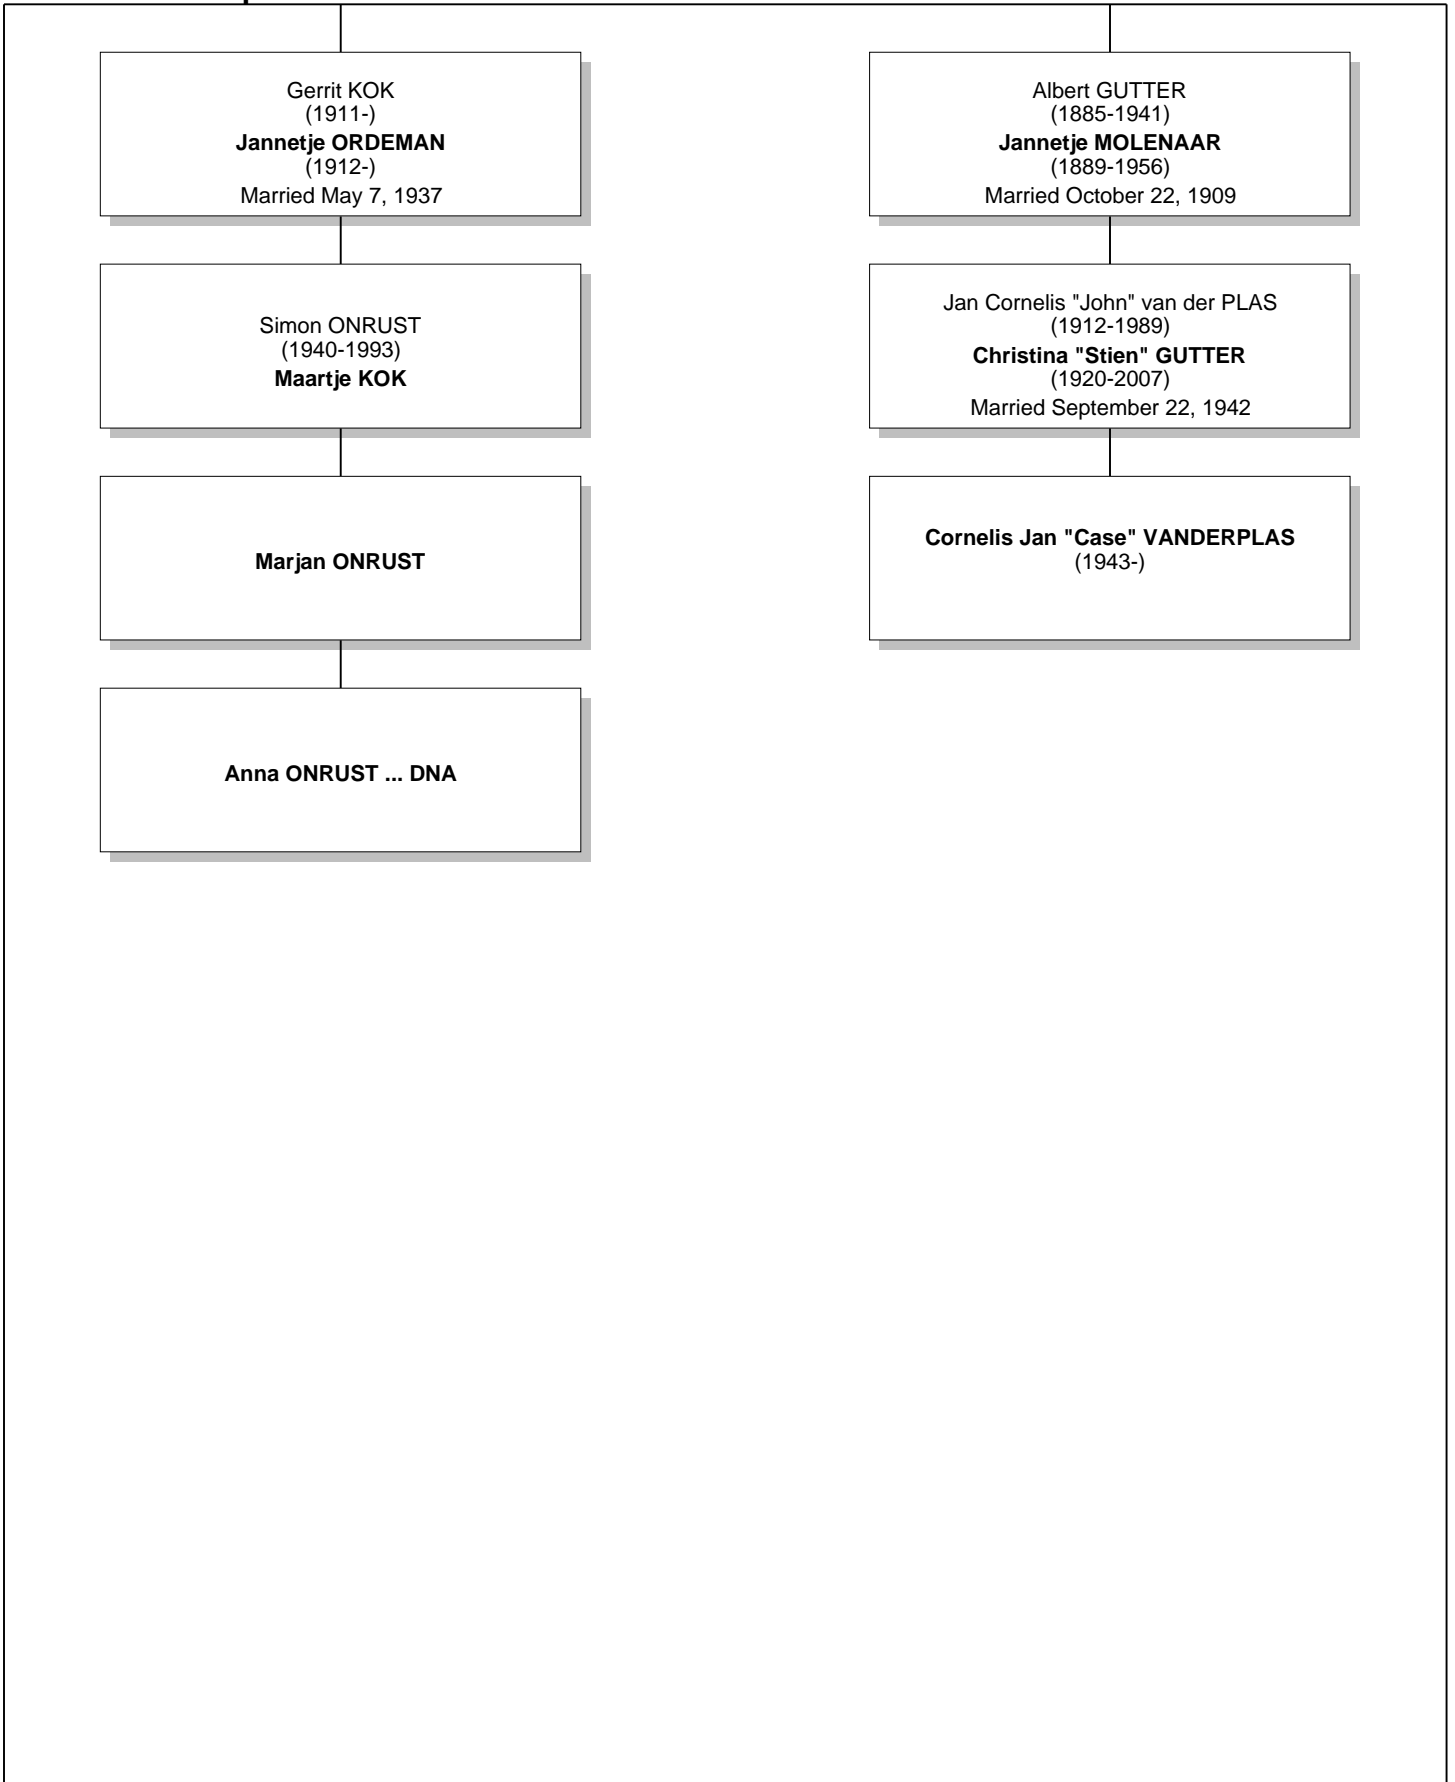 Gerrit KOK
(1911-)
Jannetje ORDEMAN
(1912-)
Married May 7, 1937
Simon ONRUST
(1940-1993)
Maartje KOK
Marjan ONRUST
Anna ONRUST ... DNA
Albert GUTTER
(1885-1941)
Jannetje MOLENAAR
(1889-1956)
Married October 22, 1909
Jan Cornelis "John" van der PLAS
(1912-1989)
Christina "Stien" GUTTER
(1920-2007)
Married September 22, 1942
Cornelis Jan "Case" VANDERPLAS
(1943-)